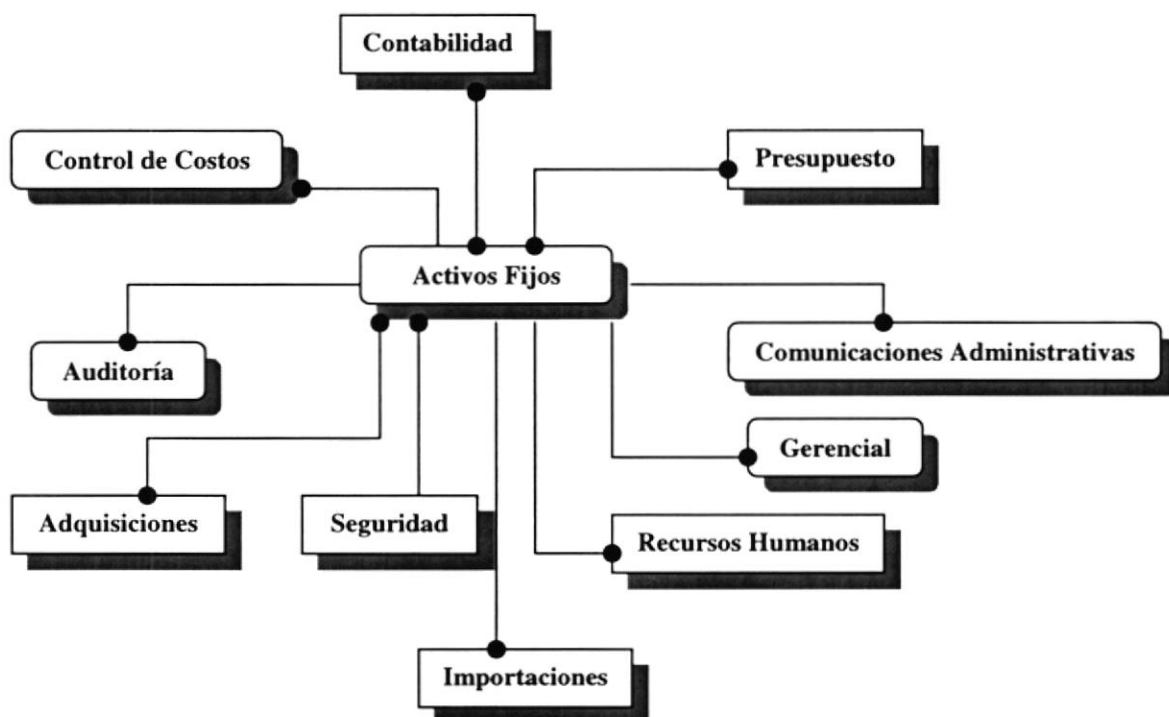 Contabilidad
Control de Costos
Presupuesto
Activos Fijos
Auditoría
Comunicaciones Administrativas
Gerencial
Adquisiciones
Seguridad
Recursos Humanos
Importaciones